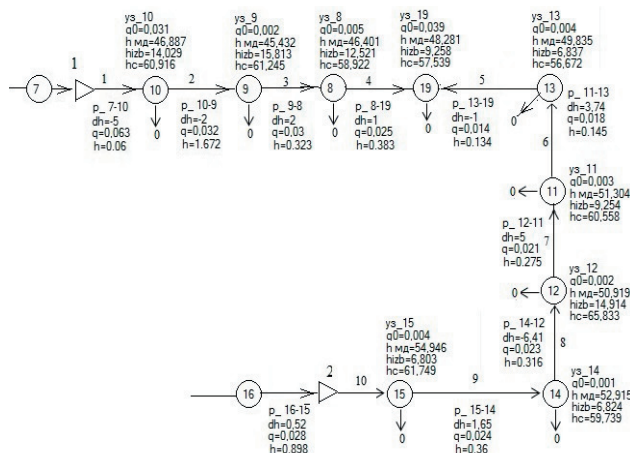 уз_10
q0=0,031
h мд=46,887
hizb=14,029
hc=60,916
уз_9
q0=0,002
h мд=45,432
hizb=15,813
hc=61,245
уз_8
q0=0,005
h мд=46,401
hizb=12,521
hc=58,922
уз_19
q0=0,039
h мд=48,281
hizb=9,258
hc=57,539
уз_13
q0=0,004
h мд=49,835
hizb=6,837
hc=56,672
1
7
1
10
2
9
3
8
4
19
5
13
0
0
0
0
0
p_ 7-10
dh=-5
q=0,063
h=0.06
p_ 10-9
dh=-2
q=0,032
h=1.672
p_ 9-8
dh=2
q=0,03
h=0.323
p_ 8-19
dh=1
q=0,025
h=0.383
p_ 13-19
dh=-1
q=0,014
h=0.134
p_ 11-13
dh=3,74
q=0,018
h=0.145
6
уз_11
q0=0,003
h мд=51,304
hizb=9,254
hc=60,558
0
11
p_ 12-11
dh=5
q=0,021
h=0.275
7
уз_12
q0=0,002
h мд=50,919
hizb=14,914
hc=65,833
0
12
p_ 14-12
dh=-6,41
q=0,023
h=0.316
8
уз_15
q0=0,004
h мд=54,946
hizb=6,803
hc=61,749
уз_14
q0=0,001
h мд=52,915
hizb=6,824
hc=59,739
2
16
10
15
9
14
0
0
p_ 16-15
dh=0,52
q=0,028
h=0.898
p_ 15-14
dh=1,65
q=0,024
h=0.36